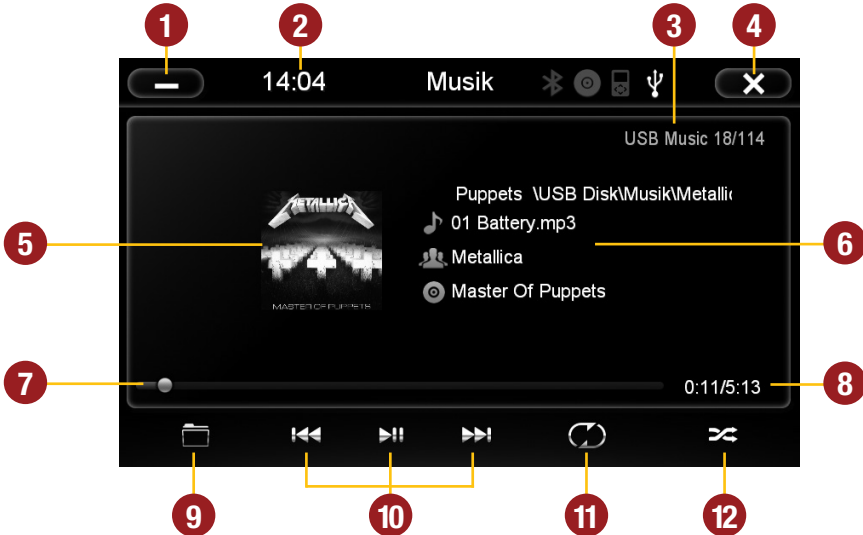 1 2 3 4
14:04 Musik
USB Music 18/114
METALLICA
MASTER OF PUPPETS
Puppets \USB Disk\Musik\Metallic
5 01 Battery.mp3 6
Metallica
Master Of Puppets
7 0:11/5:13 8
9 10 11 12